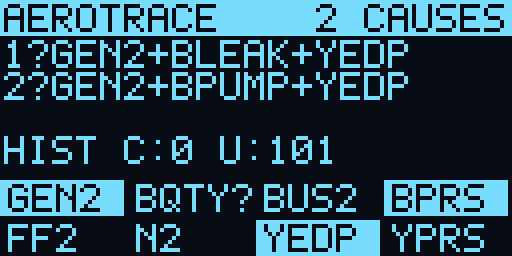 AEROTRACE 2 CAUSES
1?GEN2+BLEAK+YEDP
2?GEN2+BPUMP+YEDP
HIST C:0 U:101
GEN2 BQTY? BUS2 BPRS
FF2 N2 YEDP YPRS